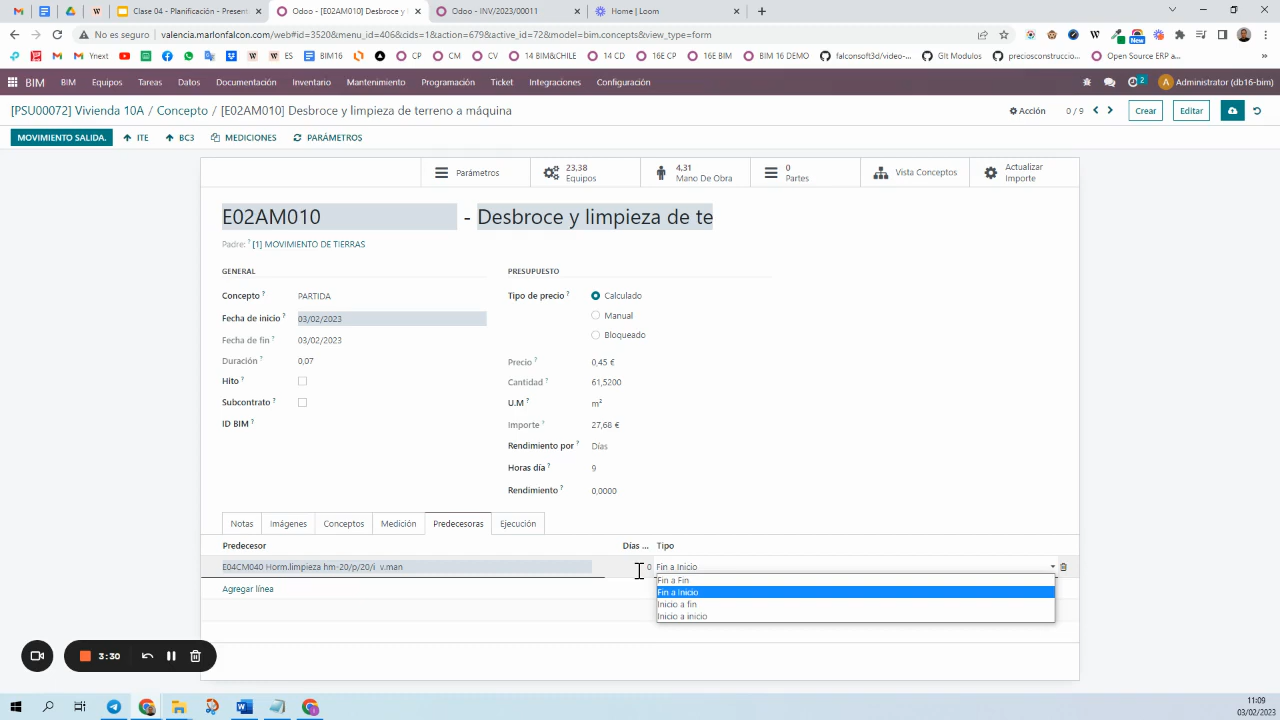 Clase 04 - Planificación - Present
Odoo - [E02AM010] Desbroce y l
Odoo - INV/2023/00011
Home | Loom
No es seguro
valencia.marlonfalcon.com/web#id=3520&menu_id=406&cids=1&action=679&active_id=72&model=bim.concepts&view_type=form
Ynext
BIM16
CP
CM
CV
14 BIM&CHILE
14 CD
16E CP
16E BIM
BIM 16 DEMO
falconsoft3d/video-...
GIt Modulos
preciosconstruccio...
Open Source ERP a...
BIM
BIM
Equipos
Tareas
Datos
Documentación
Inventario
Mantenimiento
Programación
Ticket
Integraciones
Configuración
2
A
Administrator (db16-bim)
[PSU00072] Vivienda 10A / Concepto / [E02AM010] Desbroce y limpieza de terreno a máquina
Acción
0 / 9
Crear
Editar
MOVIMIENTO SALIDA.
ITE
BC3
MEDICIONES
PARÁMETROS
Parámetros
23,38
Equipos
4,31
Mano De Obra
0
Partes
Vista Conceptos
Actualizar
Importe
E02AM010 - Desbroce y limpieza de te
Padre: ? [1] MOVIMIENTO DE TIERRAS
GENERAL
Concepto ? PARTIDA
Fecha de inicio ? 03/02/2023
Fecha de fin ? 03/02/2023
Duración ? 0,07
Hito ?
Subcontrato ?
ID BIM ?
PRESUPUESTO
Tipo de precio ? Calculado
Manual
Bloqueado
Precio ? 0,45 €
Cantidad ? 61,5200
U.M ? m²
Importe ? 27,68 €
Rendimiento por ? Días
Horas día ? 9
Rendimiento ? 0,0000
Notas
Imágenes
Conceptos
Medición
Predecesoras
Ejecución
Predecesor
Días ...
Tipo
E04CM040 Horm.limpieza hm-20/p/20/i v.man
0
Fin a Inicio
Fin a Fin
Fin a Inicio
Inicio a fin
Inicio a inicio
Agregar línea
3:30
11:09
03/02/2023